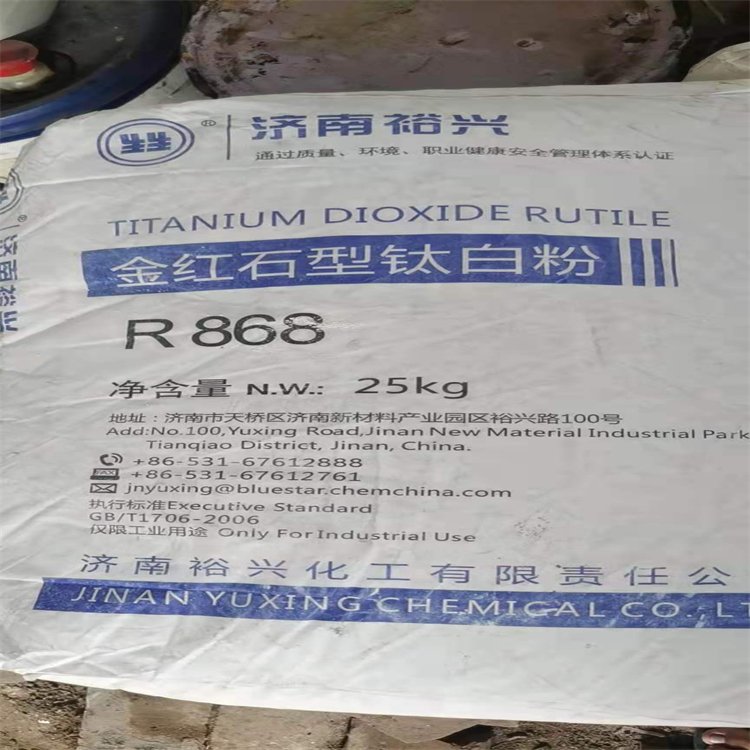 ® 济南裕兴
通过质量、环境、职业健康安全管理体系认证
TITANIUM DIOXIDE RUTILE
金红石型钛白粉
R 868
净含量 N.W.: 25kg
地址：济南市天桥区济南新材料产业园区裕兴路100号
Add:No.100,Yuxing Road,Jinan New Material Industrial Park
Tianqiao District, Jinan, China.
+86-531-67612888
FAX +86-531-67612761
jnyuxing@bluestar.chemchina.com
执行标准Executive Standard
GB/T1706-2006
仅限工业用途 Only For Industrial Use
济南裕兴化工有限责任公
JINAN YUXING CHEMICAL CO.,LT
® 济南裕兴